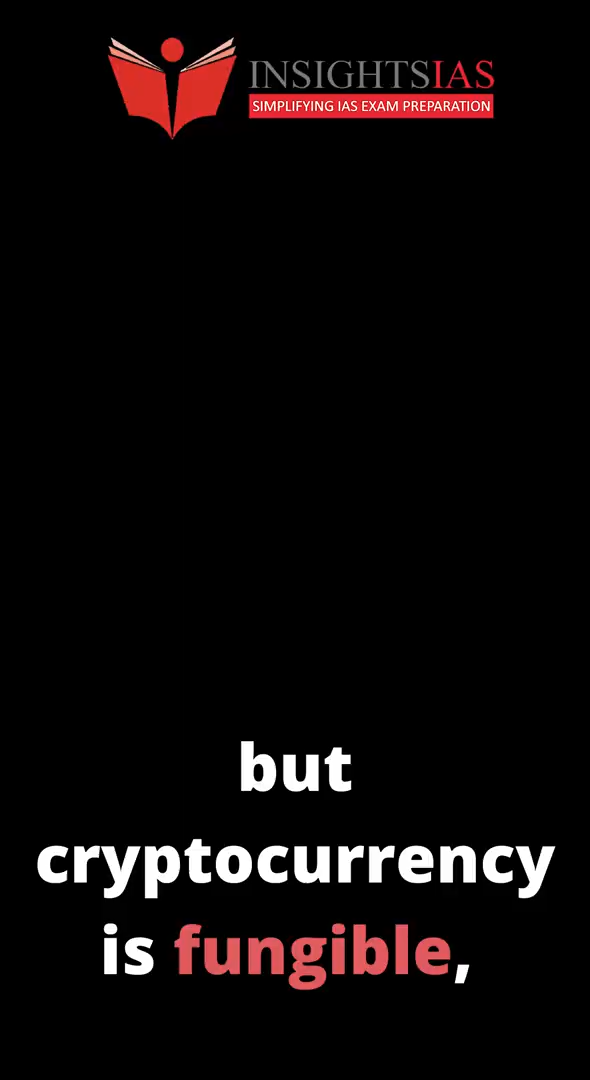 INSIGHTSIAS
SIMPLIFYING IAS EXAM PREPARATION
but
cryptocurrency
is fungible,